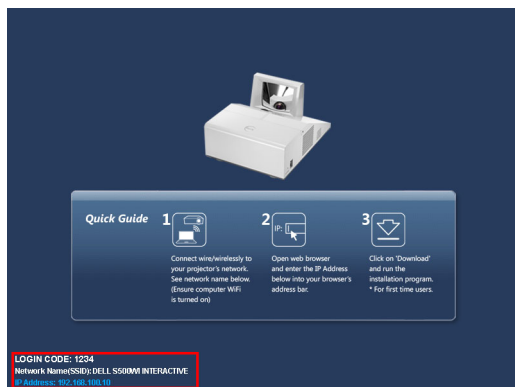 Quick Guide
1
Connect wire/wirelessly to
your projector's network.
See network name below.
(Ensure computer WiFi
is turned on)
2
IP:
Open web browser
and enter the IP Address
below into your browser's
address bar.
3
Click on 'Download'
and run the
installation program.
* For first time users.
LOGIN CODE: 1234
Network Name(SSID): DELL S500WI INTERACTIVE
IP Address: 192.168.100.10